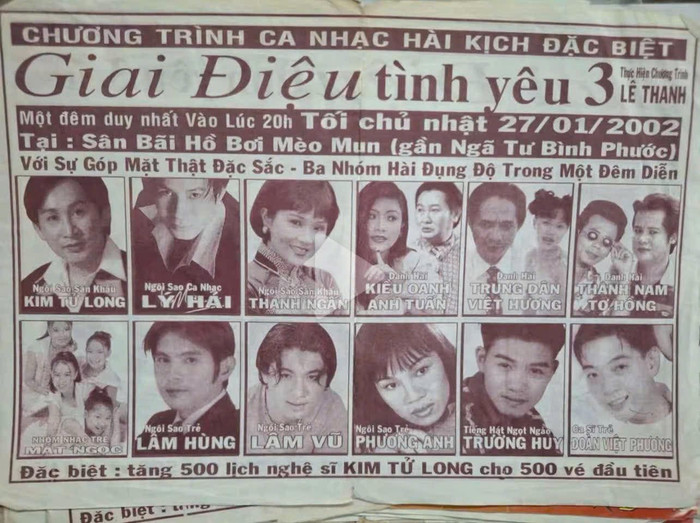 CHƯƠNG TRÌNH CA NHẠC HÀI KỊCH ĐẶC BIỆT
Giai Điệu tình yêu 3
Thực Hiện Chương Trình
LÊ THANH
Một đêm duy nhất Vào Lúc 20h Tối chủ nhật 27/01/2002
Tại : Sân Bãi Hồ Bơi Mèo Mun (gần Ngã Tư Bình Phước)
Với Sự Góp Mặt Thật Đặc Sắc - Ba Nhóm Hài Đụng Độ Trong Một Đêm Diễn
Ngôi Sao Sân Khấu
KIM TỬ LONG
Ngôi Sao Ca Nhạc
LÝ HẢI
Ngôi Sao Sân Khấu
THANH NGÂN
Danh Hài
KIỀU OANH
ANH TUẤN
Danh Hài
TRUNG DÂN
VIỆT HƯƠNG
Danh Hài
THÀNH NAM
TỢ HỒNG
NHÓM NHẠC TRẺ
MẮT NGỌC
Ngôi Sao Trẻ
LÂM HÙNG
Ngôi Sao Trẻ
LÂM VŨ
Ngôi Sao Trẻ
PHƯƠNG ANH
Tiếng Hát Ngọt Ngào
TRƯỜNG HUY
Ca Sĩ Trẻ
ĐOÀN VIỆT PHƯƠNG
Đặc biệt : tặng 500 lịch nghệ sĩ KIM TỬ LONG cho 500 vé đầu tiên
Đặc biệt :